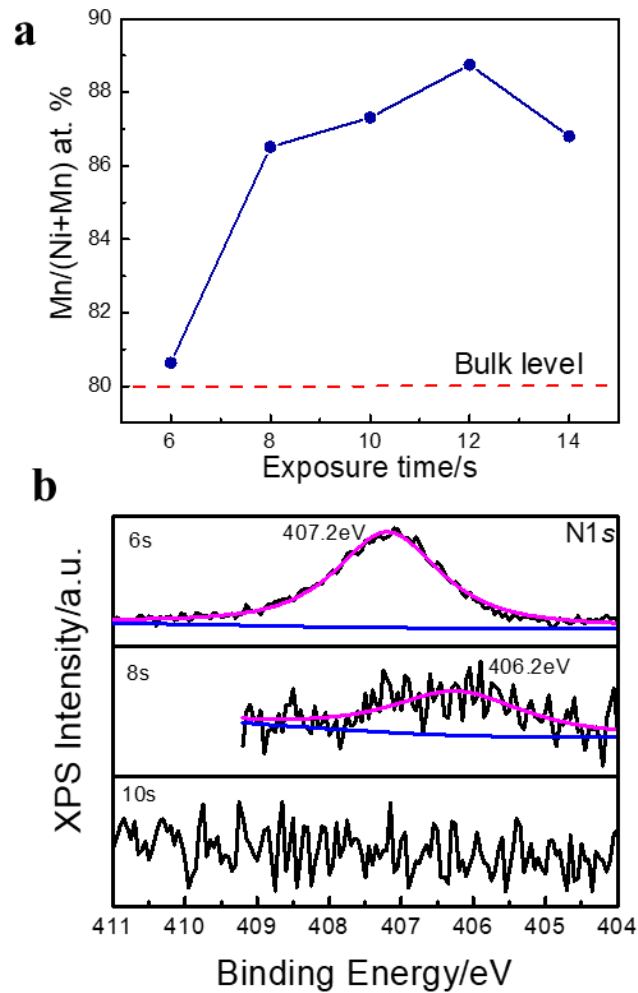 a
90
88
86
84
82
80
Mn/(Ni+Mn) at. %
Bulk level
6 8 10 12 14
Exposure time/s
b
6s
407.2eV
N1s
8s
406.2eV
10s
XPS Intensity/a.u.
411 410 409 408 407 406 405 404
Binding Energy/eV